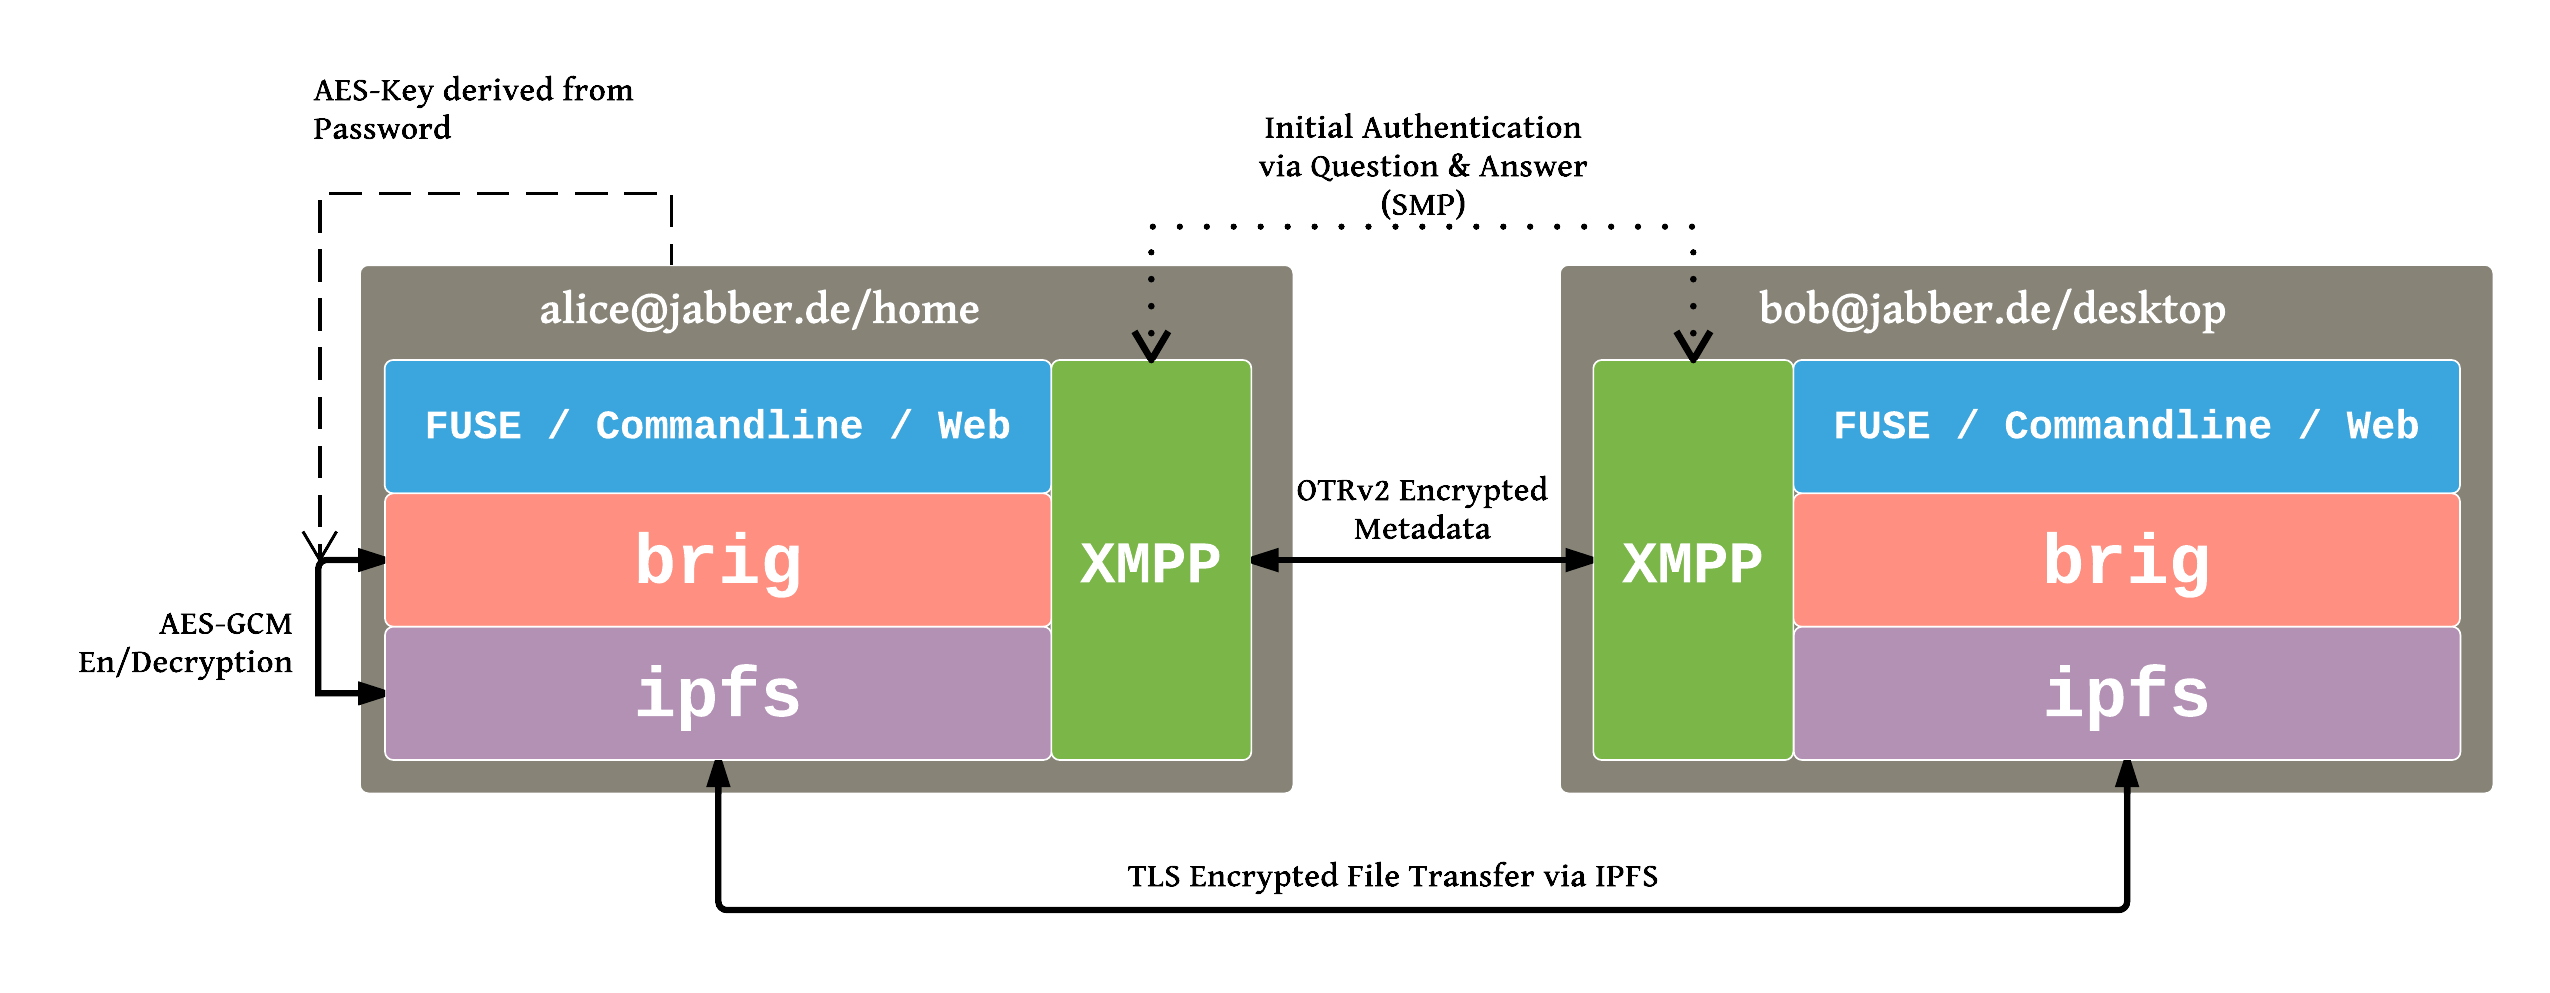 AES-Key derived from
Password
Initial Authentication
via Question & Answer
(SMP)
alice@jabber.de/home
bob@jabber.de/desktop
FUSE / Commandline / Web
FUSE / Commandline / Web
OTRv2 Encrypted
Metadata
brig
XMPP
XMPP
brig
AES-GCM
En/Decryption
ipfs
ipfs
TLS Encrypted File Transfer via IPFS